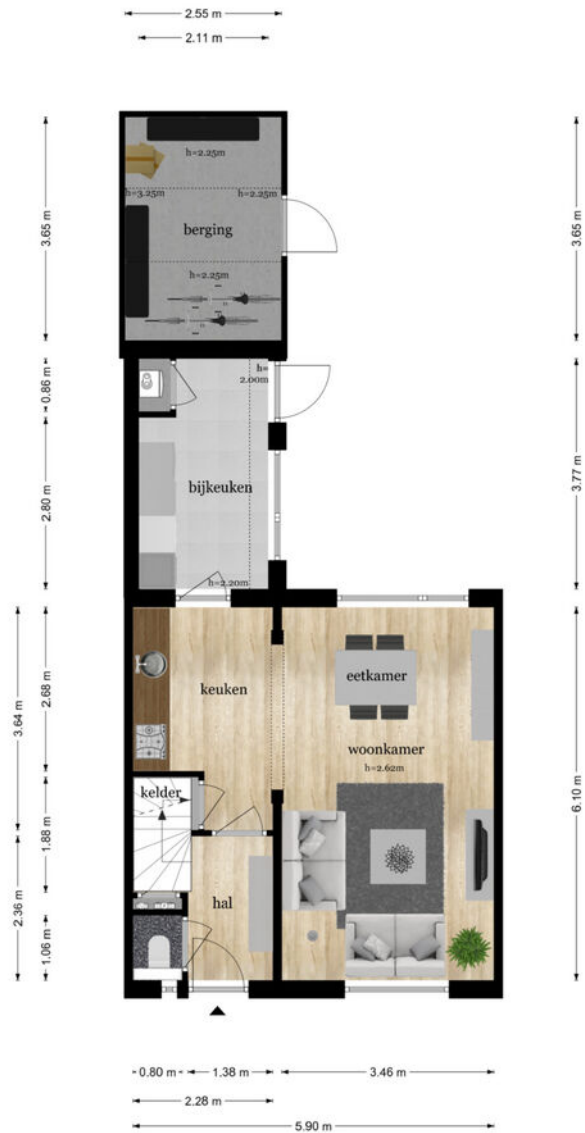 2.55 m
2.11 m
h=2.25m
h=3.25m
h=2.25m
berging
h=2.25m
3.65 m
3.65 m
h=
2.00m
0.86 m
bijkeuken
2.80 m
3.77 m
h=2.20m
keuken
eetkamer
woonkamer
h=2.62m
2.68 m
3.64 m
kelder
1.88 m
6.10 m
hal
2.36 m
1.06 m
0.80 m
1.38 m
3.46 m
2.28 m
5.90 m